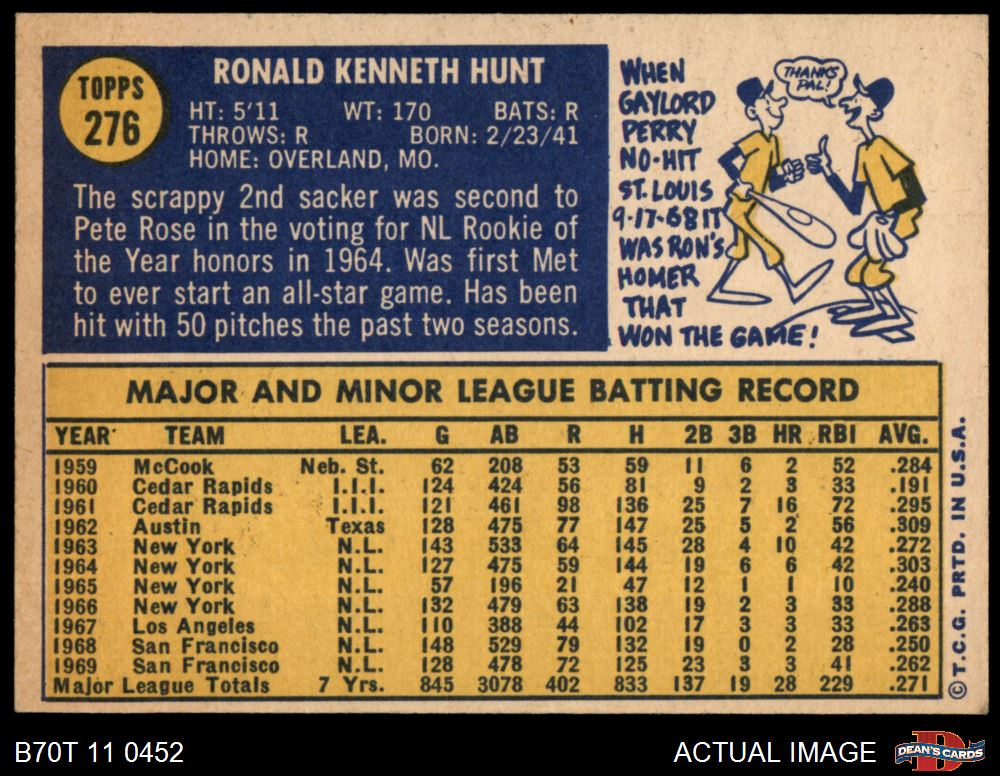 TOPPS
276
RONALD KENNETH HUNT
HT: 5'11 WT: 170 BATS: R
THROWS: R BORN: 2/23/41
HOME: OVERLAND, MO.
The scrappy 2nd sacker was second to
Pete Rose in the voting for NL Rookie of
the Year honors in 1964. Was first Met
to ever start an all-star game. Has been
hit with 50 pitches the past two seasons.
WHEN
GAYLORD
PERRY
NO-HIT
ST. LOUIS
9-17-68 IT
WAS RON'S
HOMER
THAT
WON THE GAME!
THANKS
PAL!
MAJOR AND MINOR LEAGUE BATTING RECORD
YEAR TEAM LEA. G AB R H 2B 3B HR RBI AVG.
1959 McCook Neb. St. 62 208 53 59 11 6 2 52 .284
1960 Cedar Rapids I.I.I. 124 424 56 81 9 2 3 33 .191
1961 Cedar Rapids I.I.I. 121 461 98 136 25 7 16 72 .295
1962 Austin Texas 128 475 77 147 25 5 2 56 .309
1963 New York N.L. 143 533 64 145 28 4 10 42 .272
1964 New York N.L. 127 475 59 144 19 6 6 42 .303
1965 New York N.L. 57 196 21 47 12 1 1 10 .240
1966 New York N.L. 132 479 63 138 19 2 3 33 .288
1967 Los Angeles N.L. 110 388 44 102 17 3 3 33 .263
1968 San Francisco N.L. 148 529 79 132 19 0 2 28 .250
1969 San Francisco N.L. 128 478 72 125 23 3 3 41 .262
Major League Totals 7 Yrs. 845 3078 402 833 137 19 28 229 .271
© T.C.G. PRTD. IN U.S.A.
B70T 11 0452
ACTUAL IMAGE
D
DEAN'S CARDS